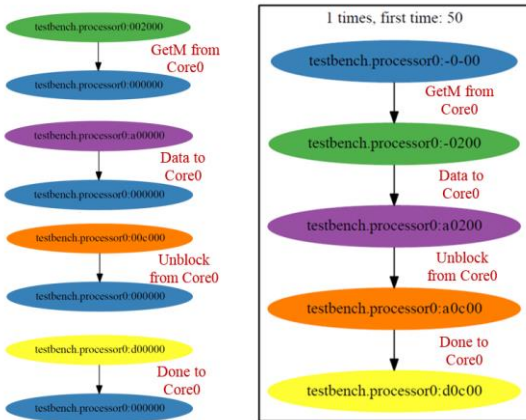 testbench.processor0:002000
GetM from
Core0
testbench.processor0:000000
testbench.processor0:a00000
Data to
Core0
testbench.processor0:000000
testbench.processor0:00c000
Unblock
from Core0
testbench.processor0:000000
testbench.processor0:d00000
Done to
Core0
testbench.processor0:000000
1 times, first time: 50
testbench.processor0:-0-00
GetM from
Core0
testbench.processor0:-0200
Data to
Core0
testbench.processor0:a0200
Unblock
from Core0
testbench.processor0:a0c00
Done to
Core0
testbench.processor0:d0c00